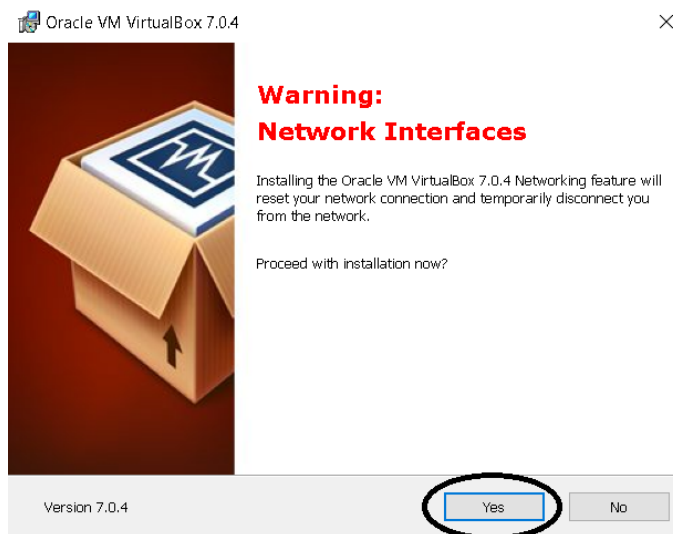 Oracle VM VirtualBox 7.0.4
Warning:
Network Interfaces
Installing the Oracle VM VirtualBox 7.0.4 Networking feature will
reset your network connection and temporarily disconnect you
from the network.
Proceed with installation now?
Version 7.0.4
Yes
No